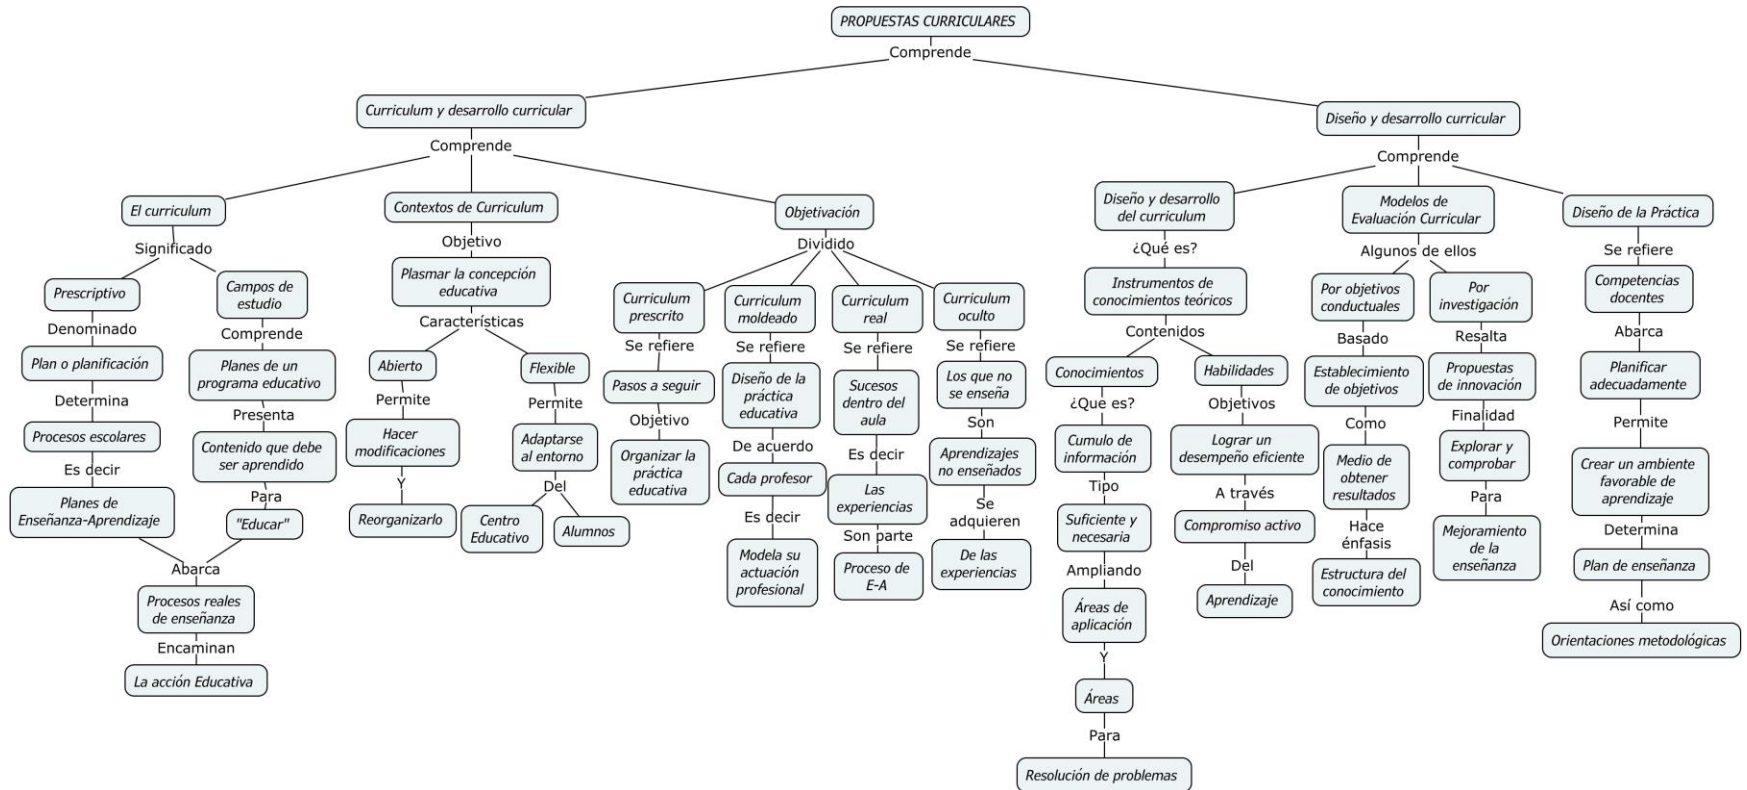 PROPUESTAS CURRICULARES
Comprende
Curriculum y desarrollo curricular
Comprende
El curriculum
Significado
Prescriptivo
Denominado
Plan o planificación
Determina
Procesos escolares
Es decir
Planes de
Enseñanza-Aprendizaje
Campos de
estudio
Comprende
Planes de un
programa educativo
Presenta
Contenido que debe
ser aprendido
Para
"Educar"
Abarca
Procesos reales
de enseñanza
Encaminan
La acción Educativa
Contextos de Curriculum
Objetivo
Plasmar la concepción
educativa
Características
Abierto
Permite
Hacer
modificaciones
Y
Reorganizarlo
Flexible
Permite
Adaptarse
al entorno
Del
Centro
Educativo
Alumnos
Objetivación
Dividido
Curriculum
prescrito
Se refiere
Pasos a seguir
Objetivo
Organizar la
práctica
educativa
Curriculum
moldeado
Se refiere
Diseño de la
práctica
educativa
De acuerdo
Cada profesor
Es decir
Modela su
actuación
profesional
Curriculum
real
Se refiere
Sucesos
dentro del
aula
Es decir
Las
experiencias
Son parte
Proceso de
E-A
Curriculum
oculto
Se refiere
Los que no
se enseña
Son
Aprendizajes
no enseñados
Se
adquieren
De las
experiencias
Diseño y desarrollo curricular
Comprende
Diseño y desarrollo
del curriculum
¿Qué es?
Instrumentos de
conocimientos teóricos
Contenidos
Conocimientos
¿Que es?
Cumulo de
información
Tipo
Suficiente y
necesaria
Ampliando
Áreas de
aplicación
Y
Áreas
Para
Resolución de problemas
Habilidades
Objetivos
Lograr un
desempeño eficiente
A través
Compromiso activo
Del
Aprendizaje
Modelos de
Evaluación Curricular
Algunos de ellos
Por objetivos
conductuales
Basado
Establecimiento
de objetivos
Como
Medio de
obtener
resultados
Hace
énfasis
Estructura del
conocimiento
Por
investigación
Resalta
Propuestas
de innovación
Finalidad
Explorar y
comprobar
Para
Mejoramiento
de la
enseñanza
Diseño de la Práctica
Se refiere
Competencias
docentes
Abarca
Planificar
adecuadamente
Permite
Crear un ambiente
favorable de
aprendizaje
Determina
Plan de enseñanza
Así como
Orientaciones metodológicas